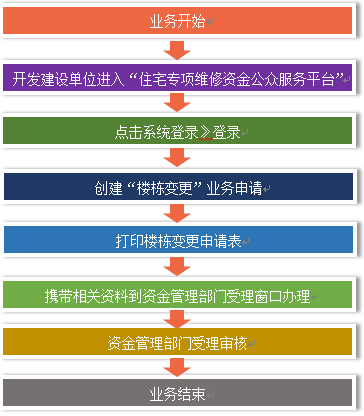 业务开始
开发建设单位进入“住宅专项维修资金公众服务平台”
点击系统登录》登录
创建“楼栋变更”业务申请
打印楼栋变更申请表
携带相关资料到资金管理部门受理窗口办理
资金管理部门受理审核
业务结束